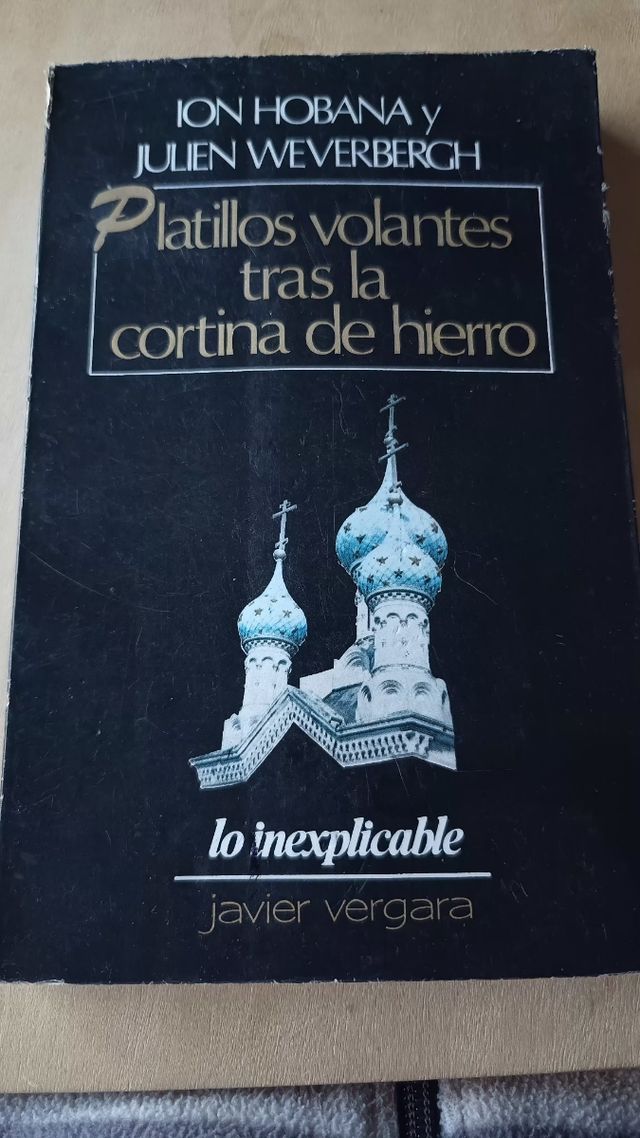 ION HOBANA y
JULIEN WEVERBERGH
Platillos volantes
tras la
cortina de hierro
lo inexplicable
javier vergara